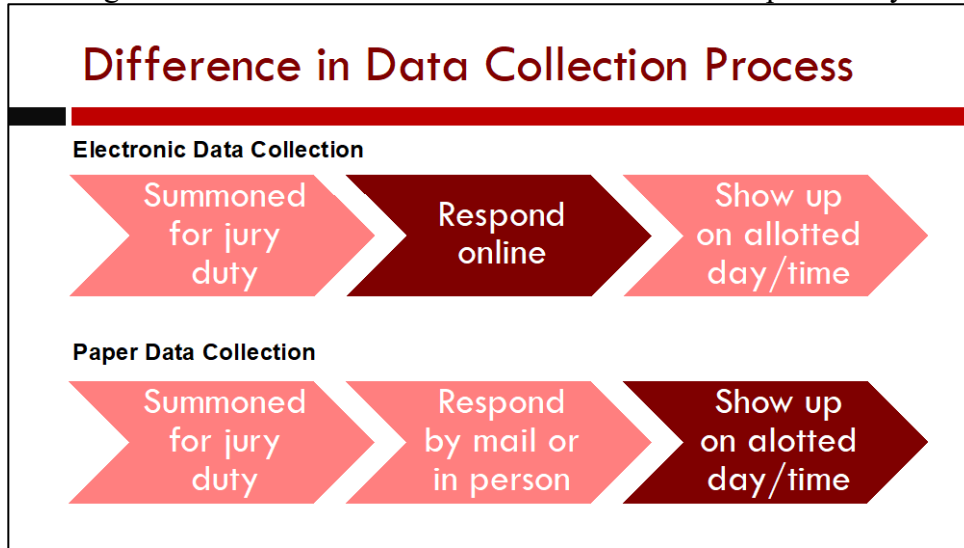 Difference in Data Collection Process
Electronic Data Collection
Summoned
for jury
duty
Respond
online
Show up
on allotted
day/time
Paper Data Collection
Summoned
for jury
duty
Respond
by mail or
in person
Show up
on alotted
day/time